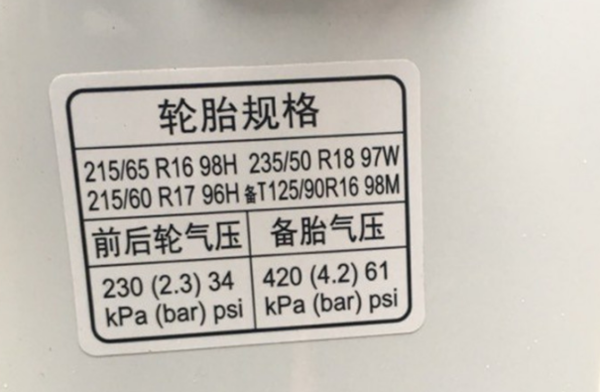 轮胎规格
215/65 R16 98H 235/50 R18 97W
215/60 R17 96H 备T125/90R16 98M
前后轮气压 备胎气压
230 (2.3) 34 420 (4.2) 61
kPa (bar) psi kPa (bar) psi